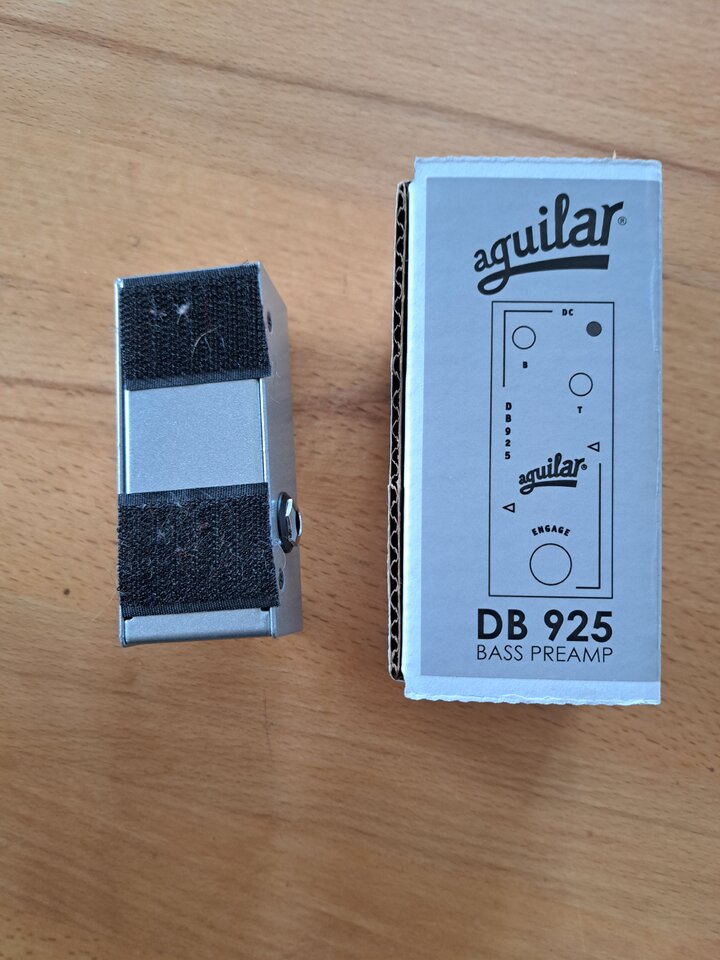 aguilar®
DC
B
T
DB925
aguilar®
ENGAGE
DB 925
BASS PREAMP